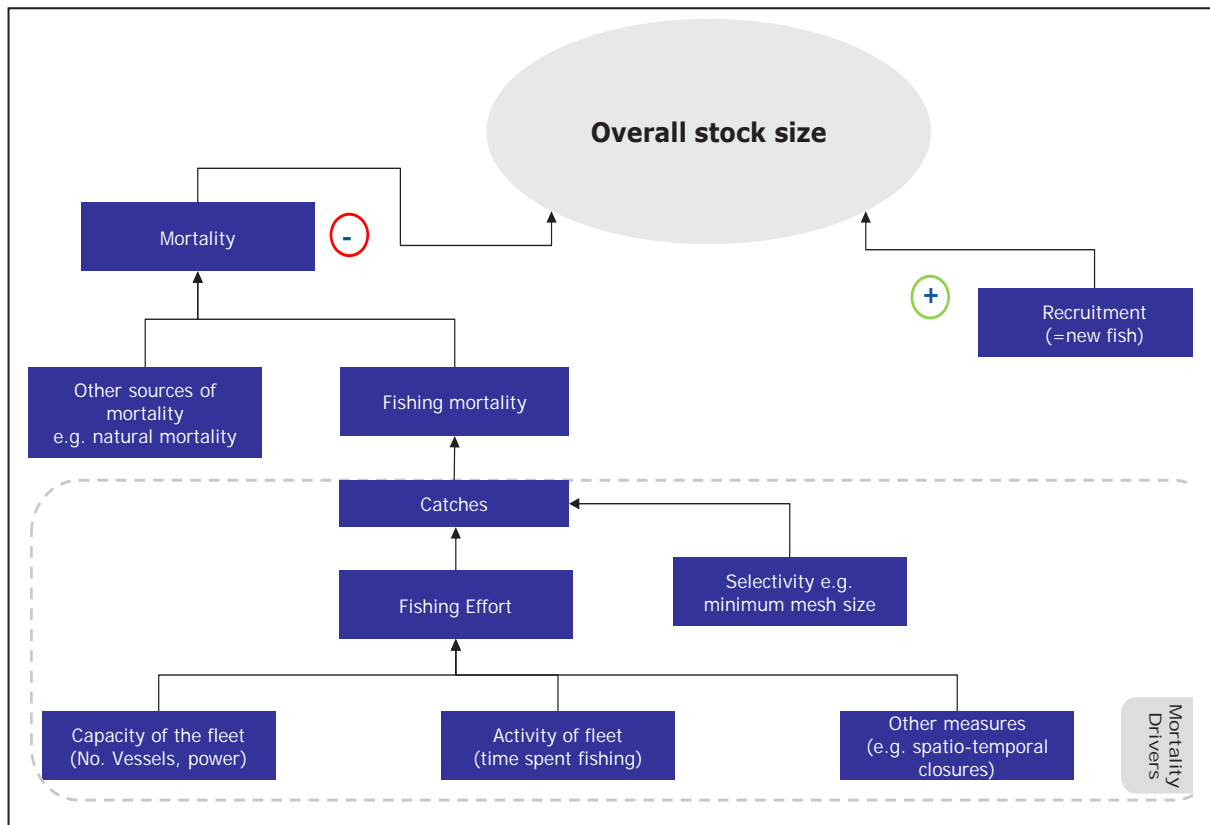 Overall stock size
Mortality
-
+
Recruitment
(=new fish)
Other sources of
mortality
e.g. natural mortality
Fishing mortality
Catches
Selectivity e.g.
minimum mesh size
Fishing Effort
Capacity of the fleet
(No. Vessels, power)
Activity of fleet
(time spent fishing)
Other measures
(e.g. spatio-temporal
closures)
Mortality
Drivers